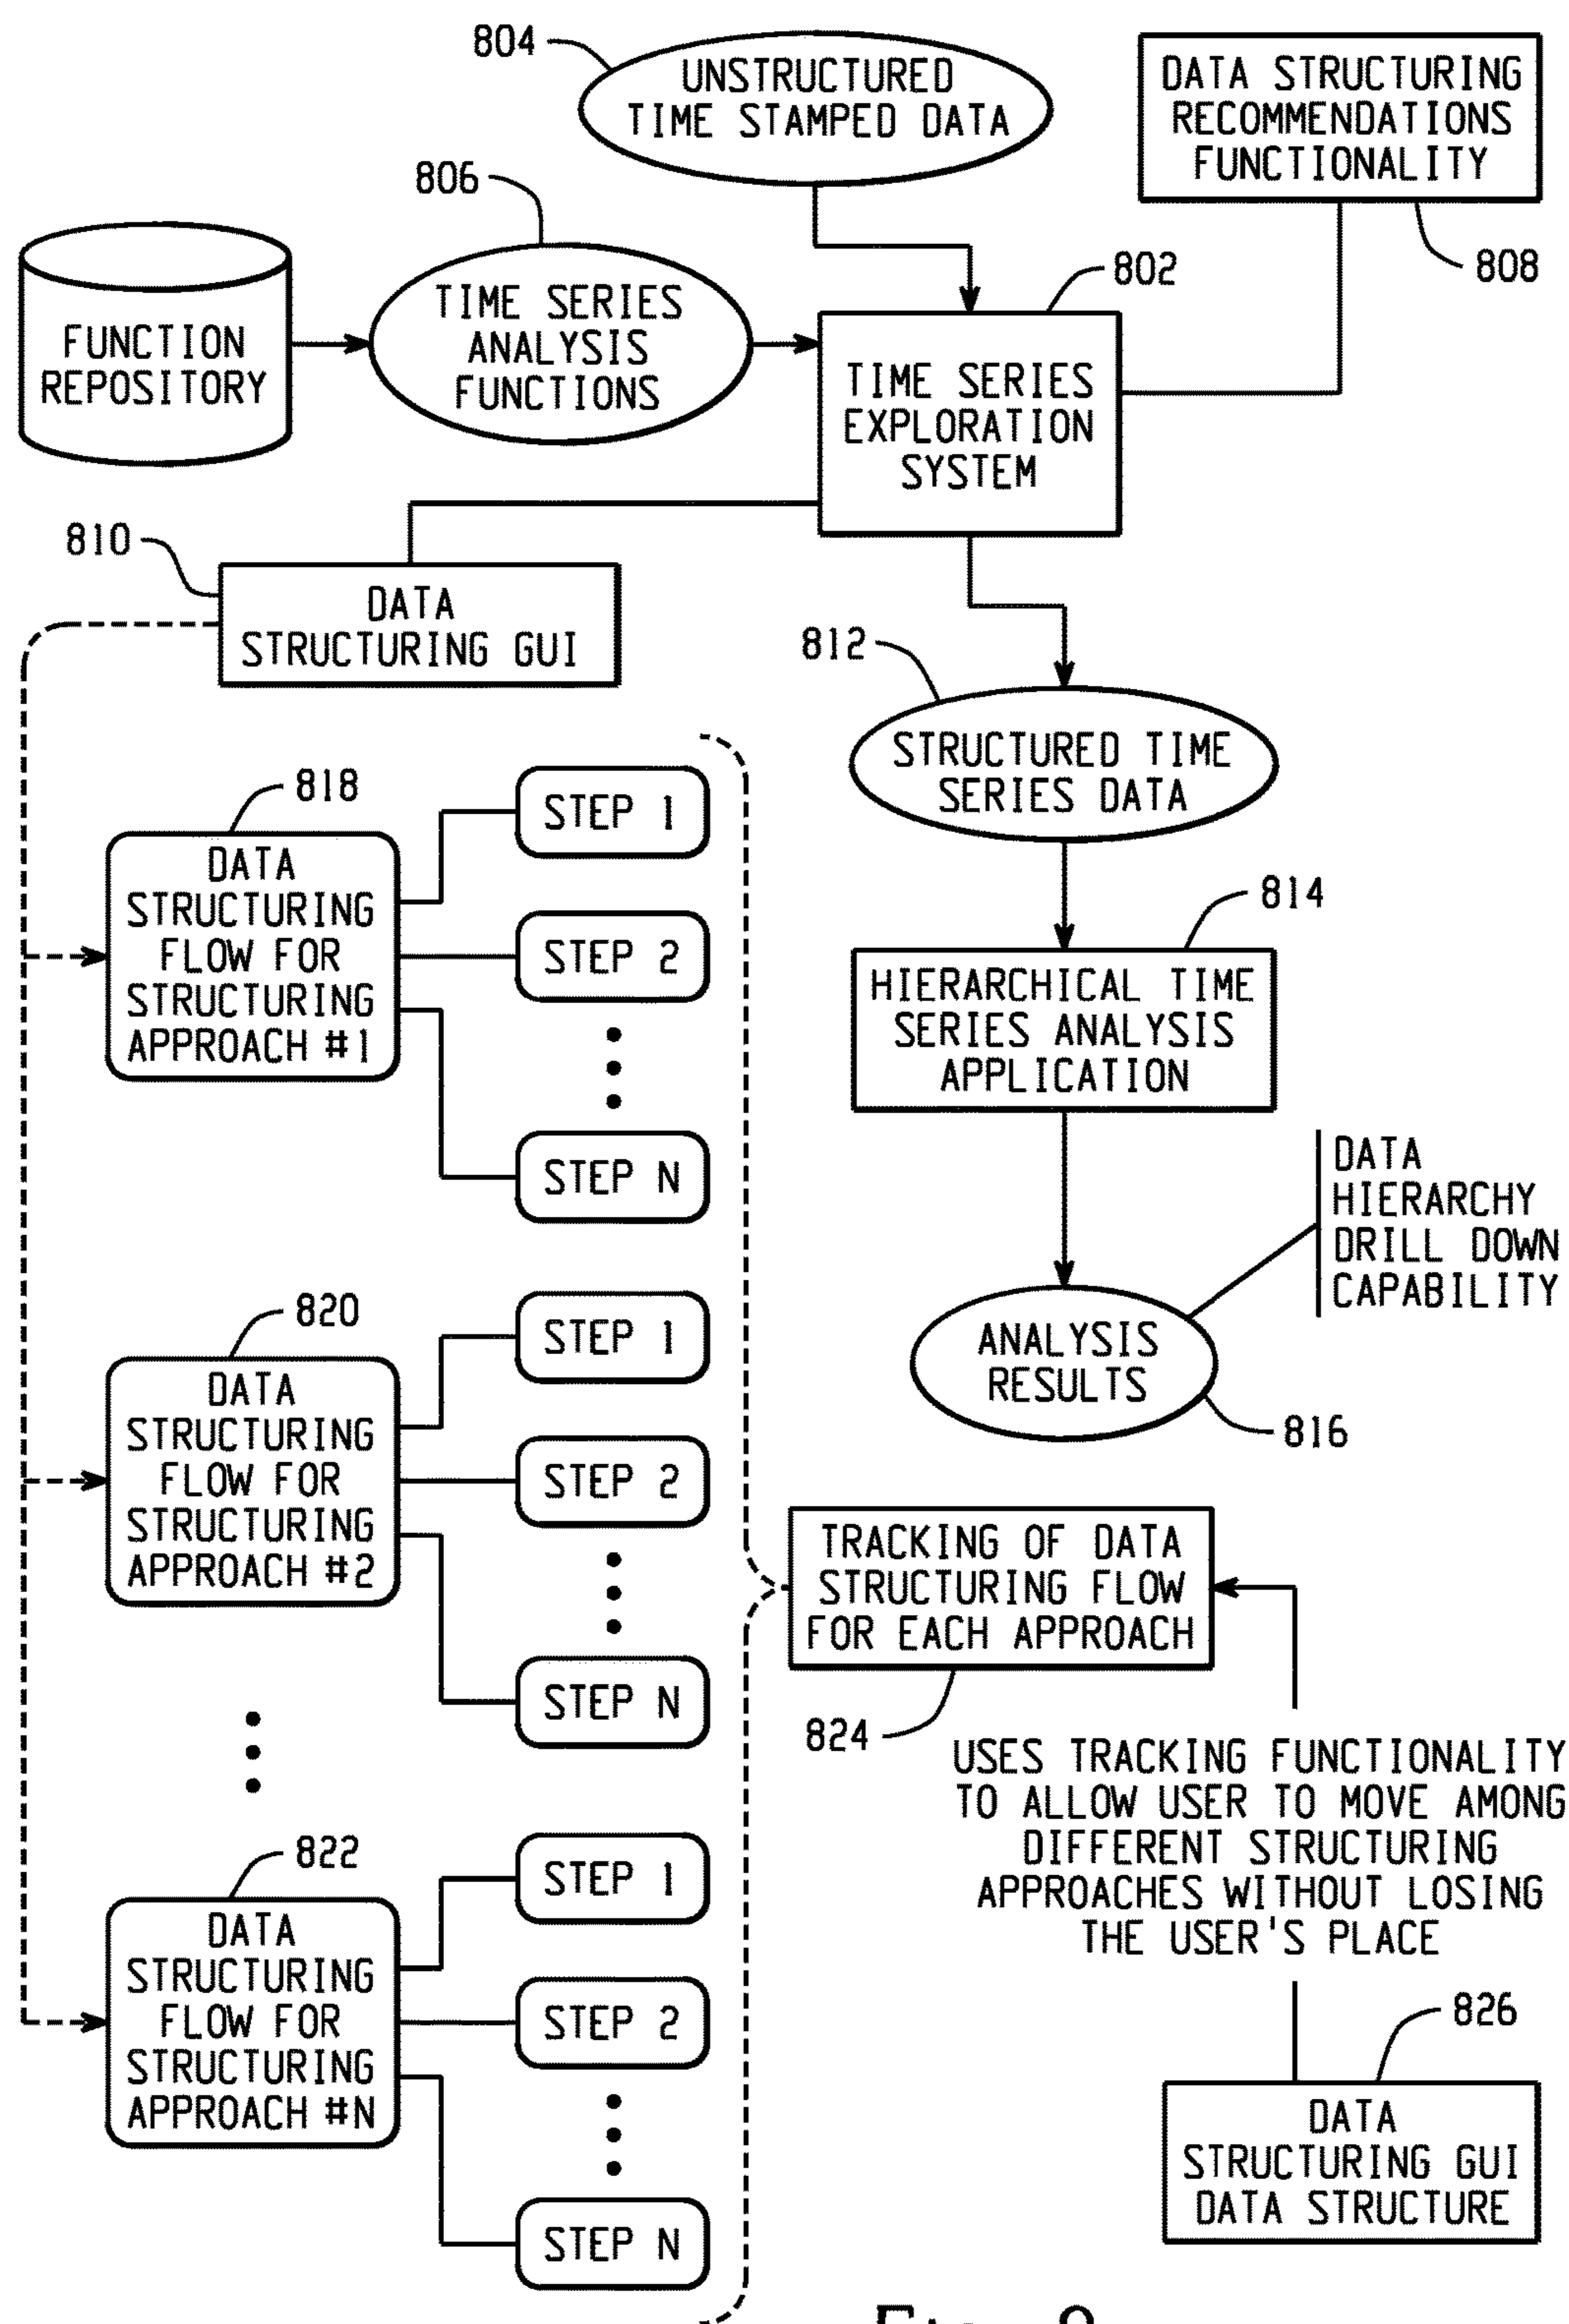 804
UNSTRUCTURED
TIME STAMPED DATA
DATA STRUCTURING
RECOMMENDATIONS
FUNCTIONALITY
808
806
FUNCTION
REPOSITORY
TIME SERIES
ANALYSIS
FUNCTIONS
802
TIME SERIES
EXPLORATION
SYSTEM
810
DATA
STRUCTURING GUI
812
STRUCTURED TIME
SERIES DATA
814
HIERARCHICAL TIME
SERIES ANALYSIS
APPLICATION
DATA
HIERARCHY
DRILL DOWN
CAPABILITY
ANALYSIS
RESULTS
816
818
DATA
STRUCTURING
FLOW FOR
STRUCTURING
APPROACH #1
STEP 1
STEP 2
STEP N
820
DATA
STRUCTURING
FLOW FOR
STRUCTURING
APPROACH #2
STEP 1
STEP 2
STEP N
822
DATA
STRUCTURING
FLOW FOR
STRUCTURING
APPROACH #N
STEP 1
STEP 2
STEP N
TRACKING OF DATA
STRUCTURING FLOW
FOR EACH APPROACH
824
USES TRACKING FUNCTIONALITY
TO ALLOW USER TO MOVE AMONG
DIFFERENT STRUCTURING
APPROACHES WITHOUT LOSING
THE USER'S PLACE
826
DATA
STRUCTURING GUI
DATA STRUCTURE